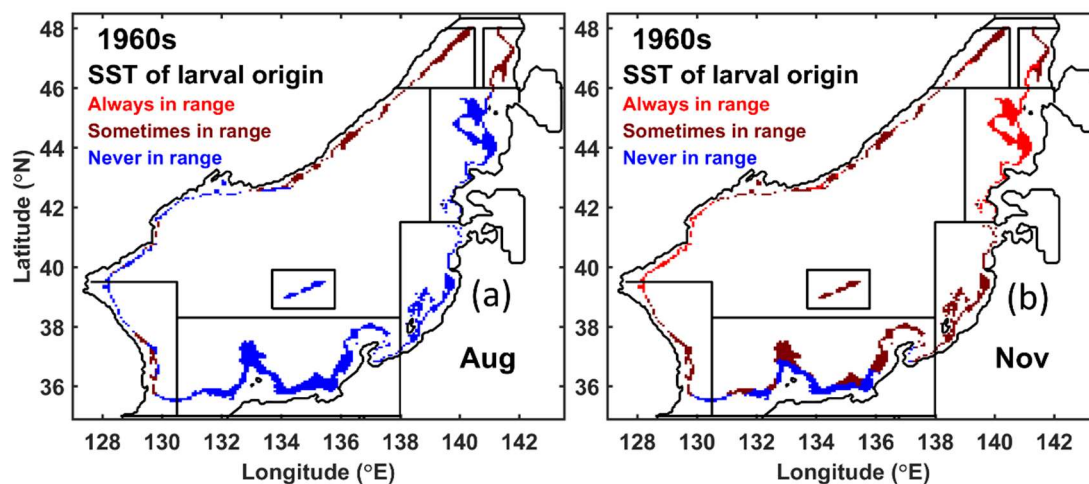 1960s
SST of larval origin
Always in range
Sometimes in range
Never in range
(a)
Aug
48
46
44
42
40
38
36
128
130
132
134
136
138
140
142
Latitude (°N)
Longitude (°E)
1960s
SST of larval origin
Always in range
Sometimes in range
Never in range
(b)
Nov
48
46
44
42
40
38
36
128
130
132
134
136
138
140
142
Longitude (°E)